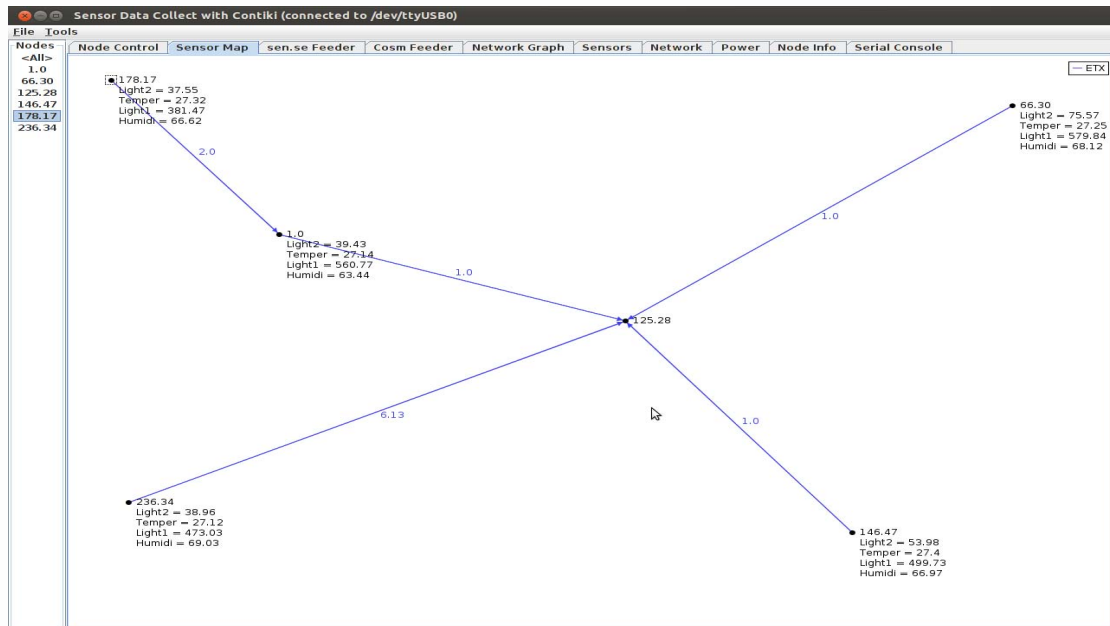 Sensor Data Collect with Contiki (connected to /dev/ttyUSB0)
File Tools
Nodes
<All>
1.0
66.30
125.28
146.47
178.17
236.34
Node Control Sensor Map sen.se Feeder Cosm Feeder Network Graph Sensors Network Power Node Info Serial Console
ETX
178.17
Light2 = 37.55
Temper = 27.32
Light1 = 381.47
Humidi = 66.62
66.30
Light2 = 75.57
Temper = 27.25
Light1 = 579.84
Humidi = 68.12
2.0
1.0
1.0
Light2 = 39.43
Temper = 27.14
Light1 = 560.77
Humidi = 63.44
1.0
125.28
6.13
1.0
236.34
Light2 = 38.96
Temper = 27.12
Light1 = 473.03
Humidi = 69.03
146.47
Light2 = 53.98
Temper = 27.4
Light1 = 499.73
Humidi = 66.97